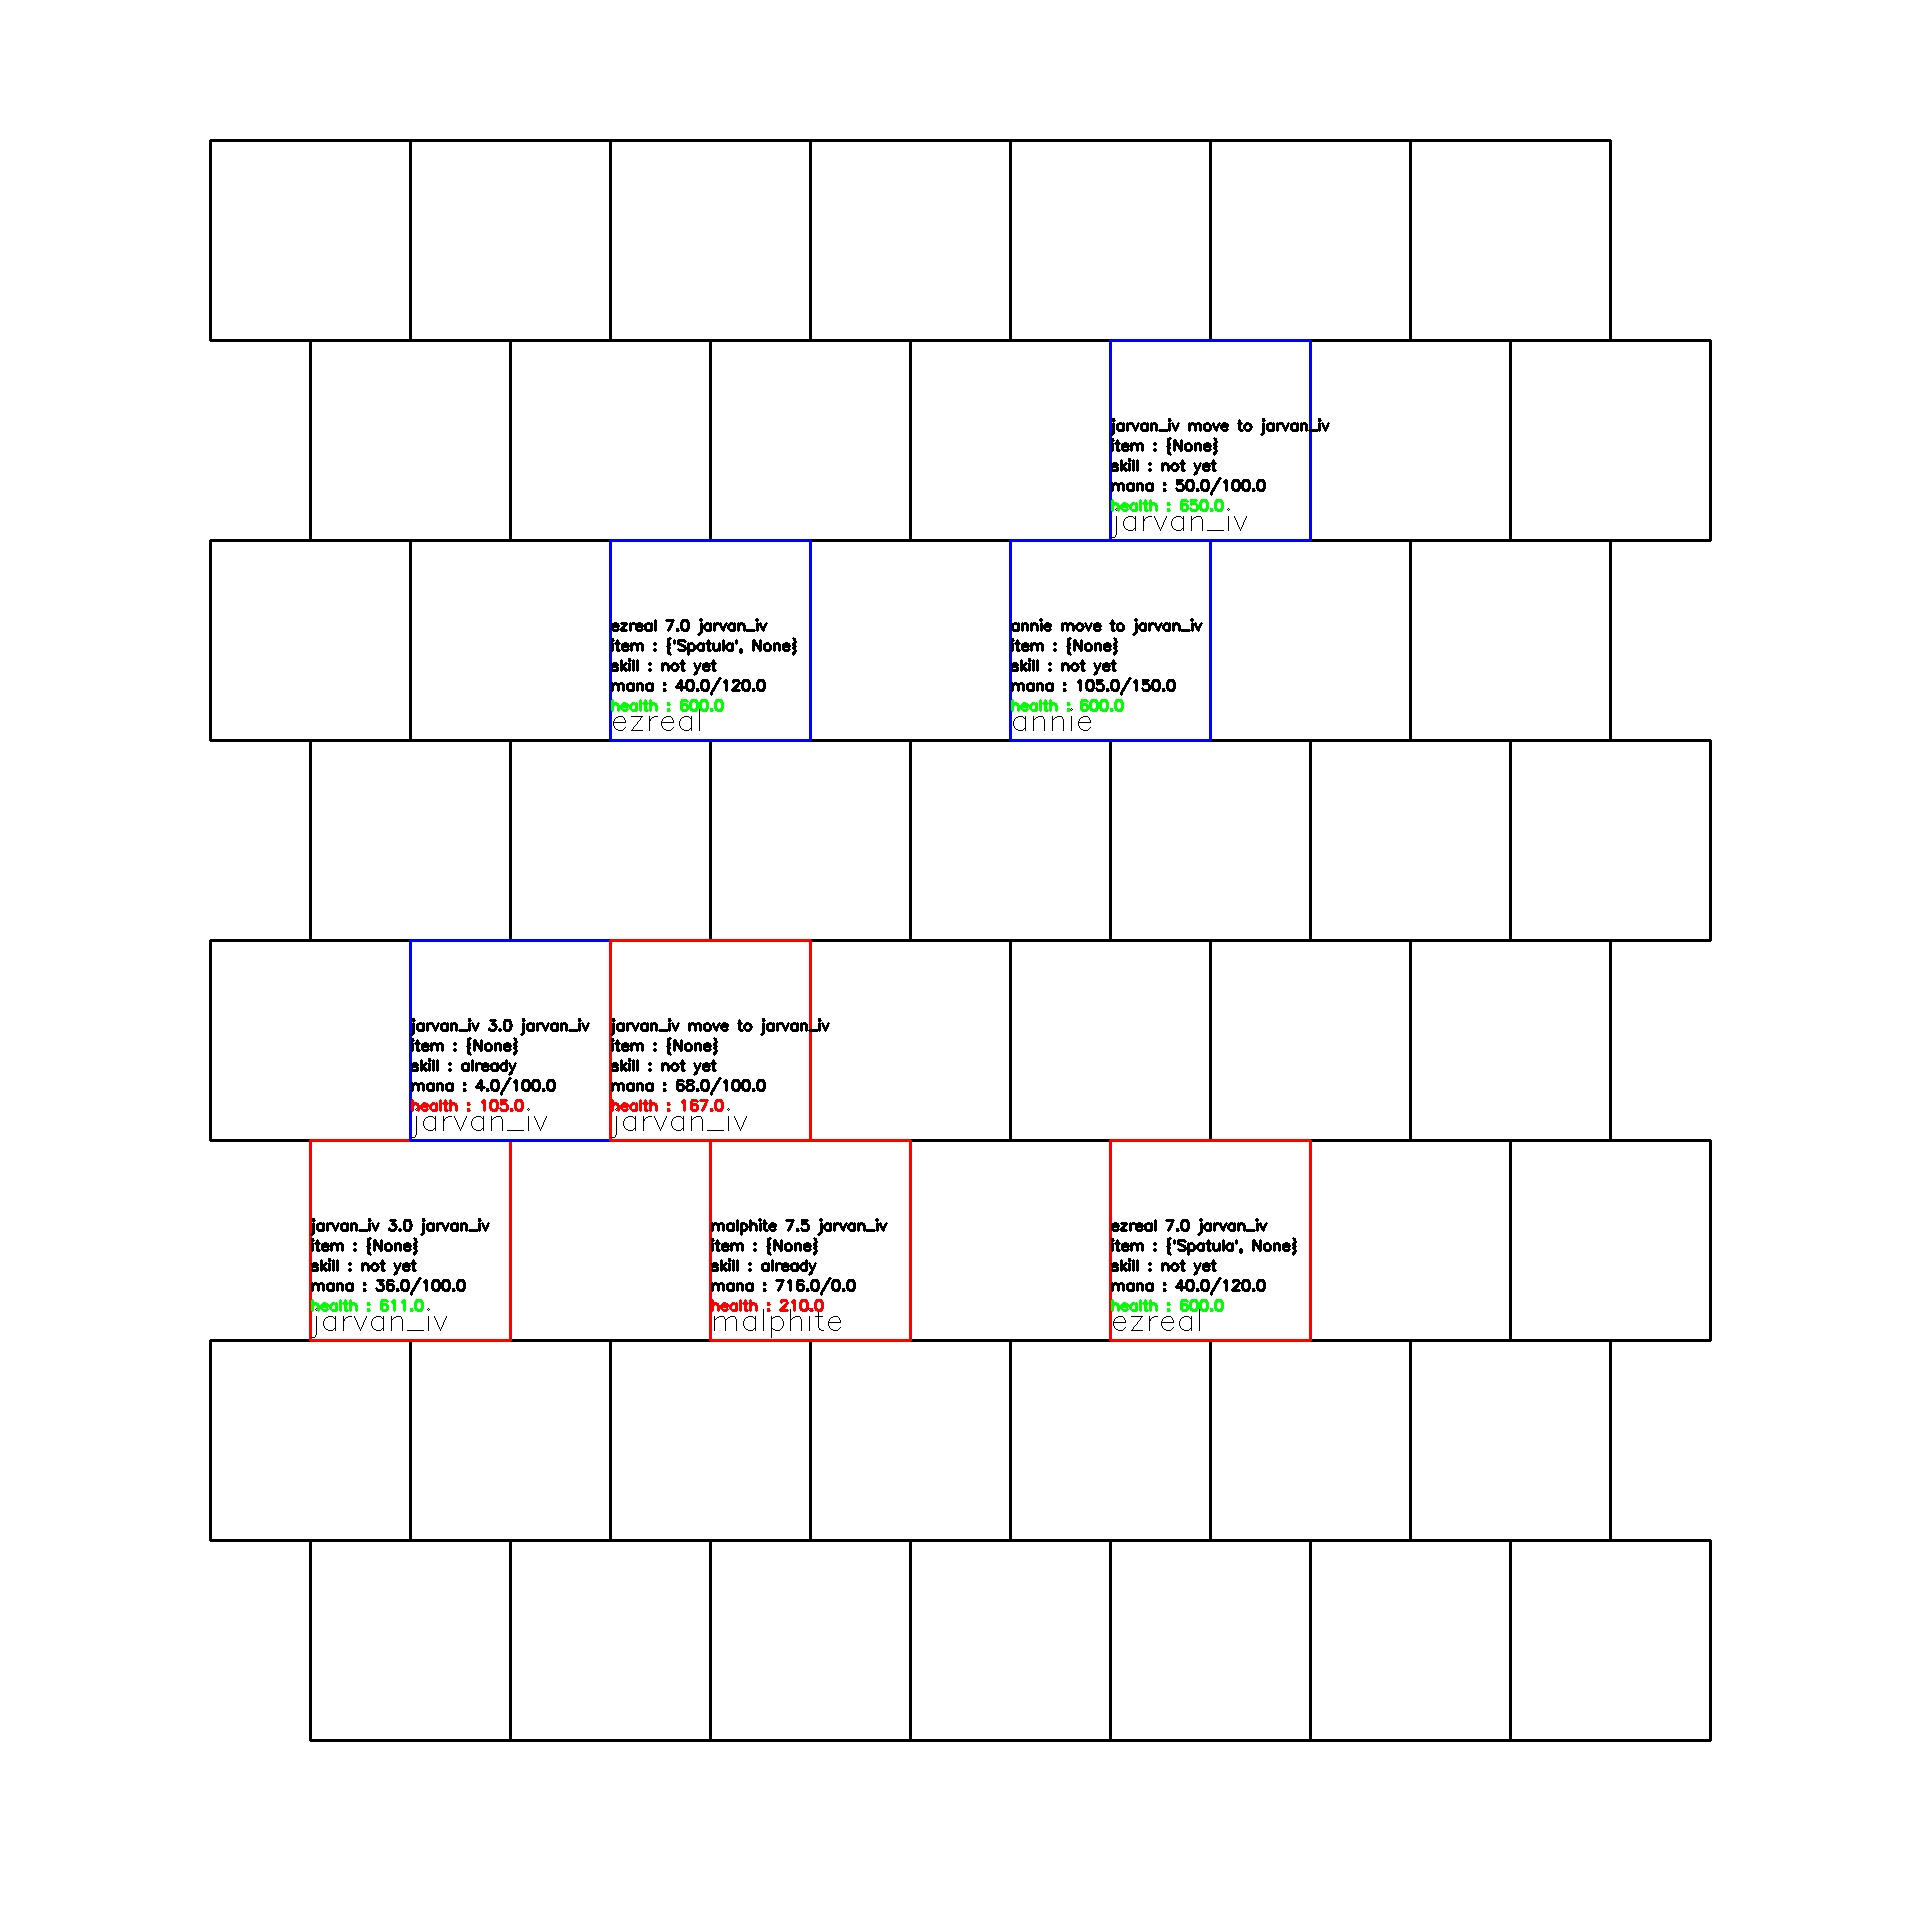 jarvan_iv move to jarvan_iv
item : {None}
skill : not yet
mana : 50.0/100.0
health : 650.0
jarvan_iv
ezreal 7.0 jarvan_iv
item : {'Spatula', None}
skill : not yet
mana : 40.0/120.0
health : 600.0
ezreal
annie move to jarvan_iv
item : {None}
skill : not yet
mana : 105.0/150.0
health : 600.0
annie
jarvan_iv 3.0 jarvan_iv
item : {None}
skill : already
mana : 4.0/100.0
health : 105.0
jarvan_iv
jarvan_iv move to jarvan_iv
item : {None}
skill : not yet
mana : 68.0/100.0
health : 167.0
jarvan_iv
jarvan_iv 3.0 jarvan_iv
item : {None}
skill : not yet
mana : 36.0/100.0
health : 611.0
jarvan_iv
malphite 7.5 jarvan_iv
item : {None}
skill : already
mana : 716.0/0.0
health : 210.0
malphite
ezreal 7.0 jarvan_iv
item : {'Spatula', None}
skill : not yet
mana : 40.0/120.0
health : 600.0
ezreal